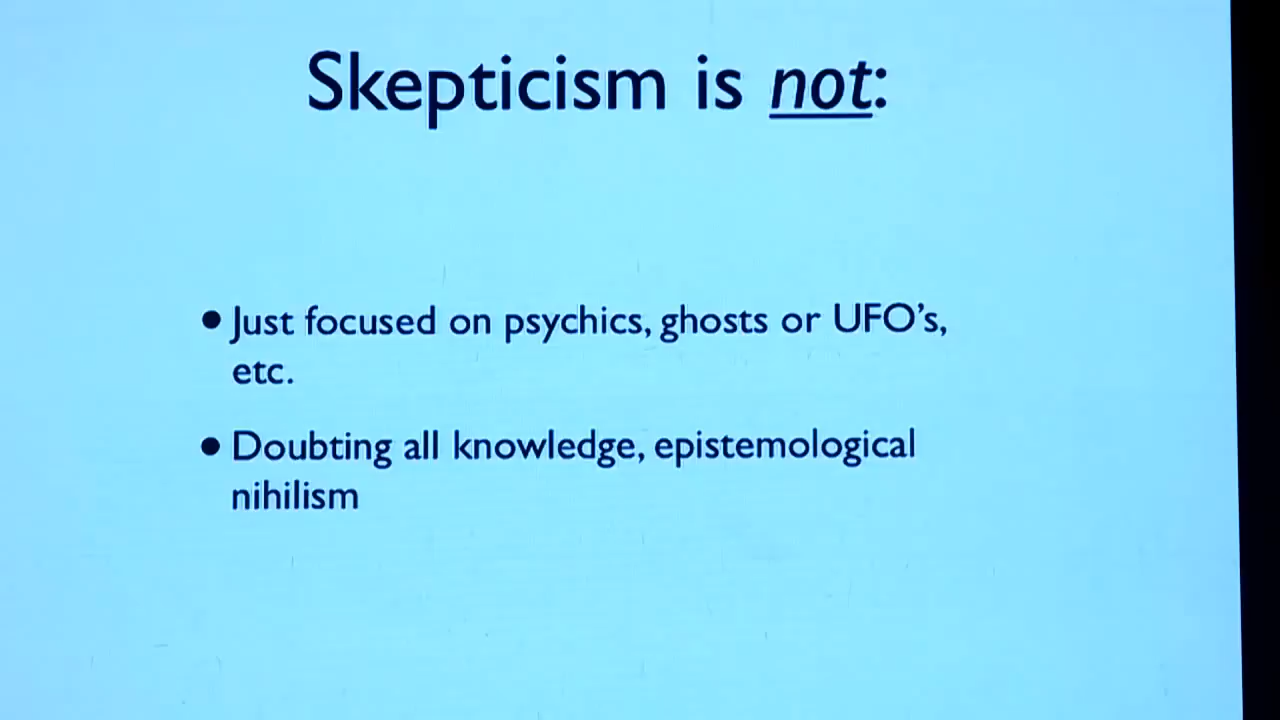 Skepticism is not:
• Just focused on psychics, ghosts or UFO’s,
etc.
• Doubting all knowledge, epistemological
nihilism